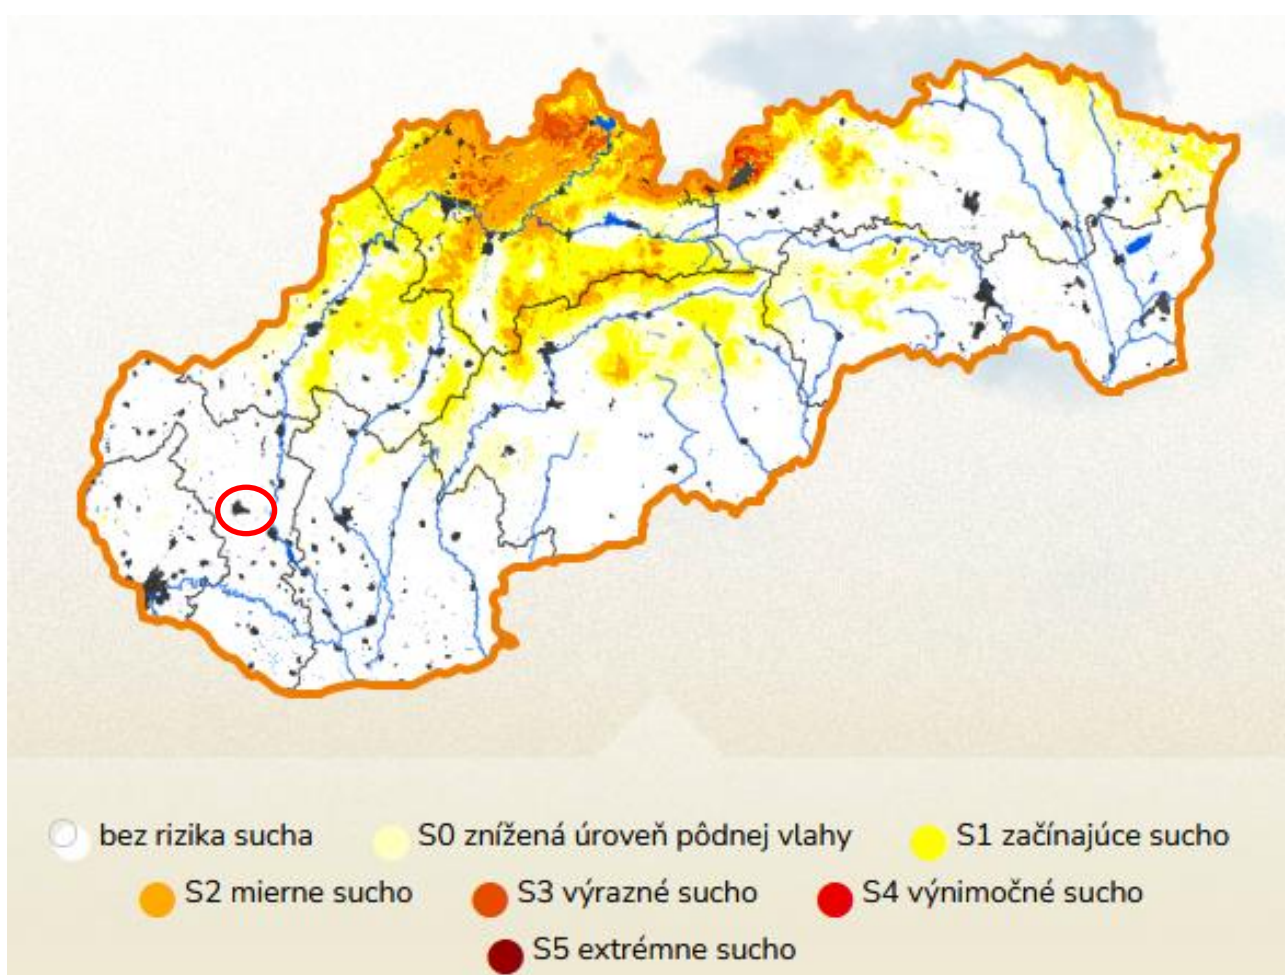 bez rizika sucha S0 znížená úroveň pôdnej vlahy S1 začínajúce sucho
S2 mierne sucho S3 výrazné sucho S4 výnimočné sucho
S5 extrémne sucho